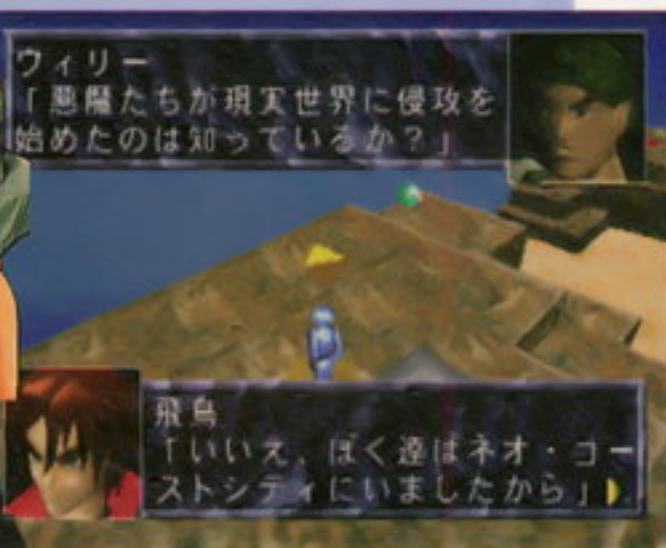 ウィリー
「悪魔たちが現実世界に侵攻を
始めたのは知っているか？」
飛鳥
「いいえ、ぼく達はネオ・コー
ストシティにいましたから」